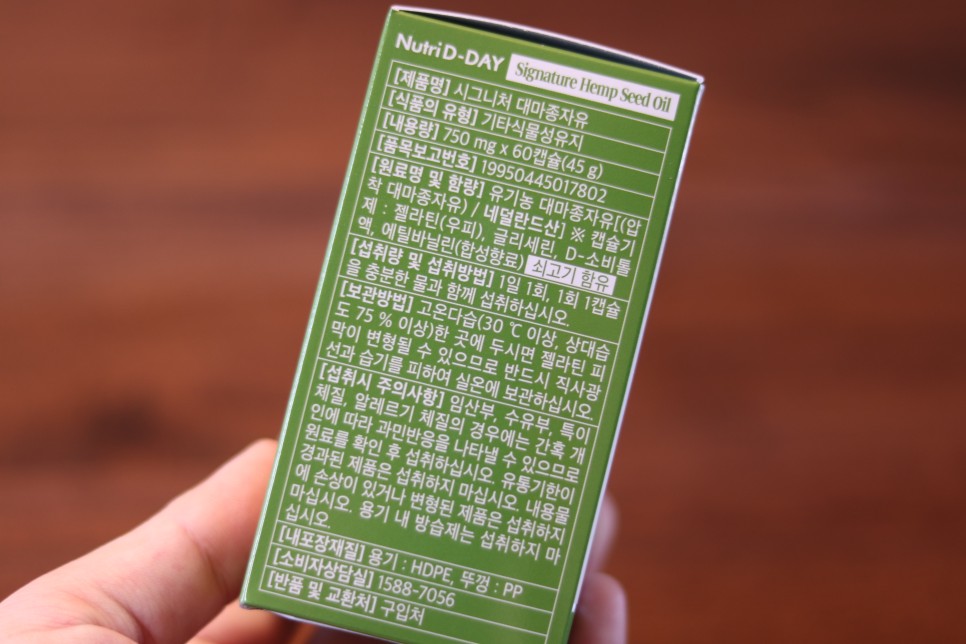 NutriD-DAY Signature Hemp Seed Oil
[제품명] 시그니처 대마종자유
[식품의 유형] 기타식물성유지
[내용량] 750 mg x 60캡슐(45 g)
[품목보고번호] 19950445017802
[원료명 및 함량] 유기농 대마종자유[(압
착 대마종자유) / 네덜란드산] ※ 캡슐기
제 : 젤라틴(우피), 글리세린, D-소비톨
액, 에틸바닐린(합성향료) 쇠고기 함유
[섭취량 및 섭취방법] 1일 1회, 1회 1캡슐
을 충분한 물과 함께 섭취하십시오.
[보관방법] 고온다습(30 ℃ 이상, 상대습
도 75 % 이상)한 곳에 두시면 젤라틴 피
막이 변형될 수 있으므로 반드시 직사광
선과 습기를 피하여 실온에 보관하십시오.
[섭취시 주의사항] 임산부, 수유부, 특이
체질, 알레르기 체질의 경우에는 간혹 개
인에 따라 과민반응을 나타낼 수 있으므로
원료를 확인 후 섭취하십시오. 유통기한이
경과된 제품은 섭취하지 마십시오. 내용물
에 손상이 있거나 변형된 제품은 섭취하지
마십시오. 용기 내 방습제는 섭취하지 마
십시오.
[내포장재질] 용기 : HDPE, 뚜껑 : PP
[소비자상담실] 1588-7056
[반품 및 교환처] 구입처